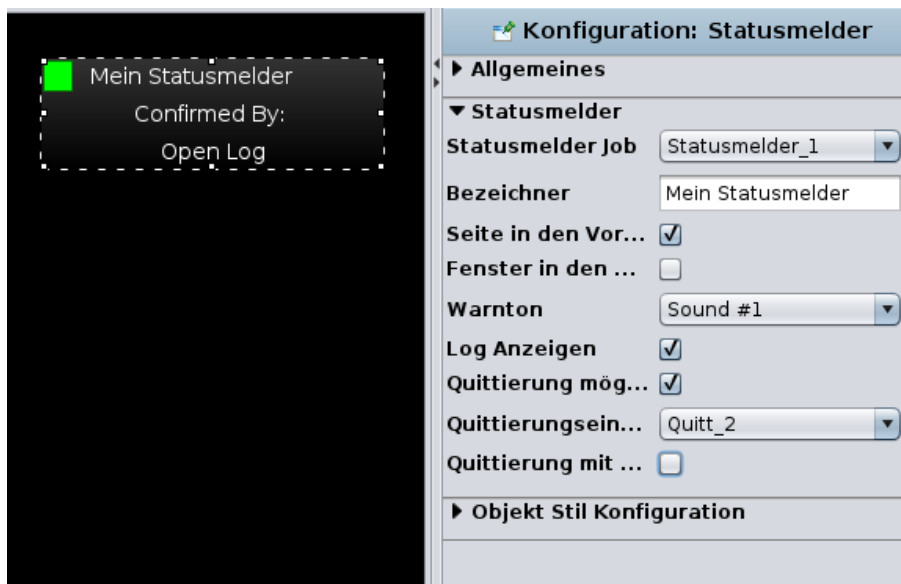 Mein Statusmelder
Confirmed By:
Open Log
Konfiguration: Statusmelder
Allgemeines
Statusmelder
Statusmelder Job Statusmelder_1
Bezeichner Mein Statusmelder
Seite in den Vor...
Fenster in den ...
Warnton Sound #1
Log Anzeigen
Quittierung mög...
Quittierungsein... Quitt_2
Quittierung mit ...
Objekt Stil Konfiguration